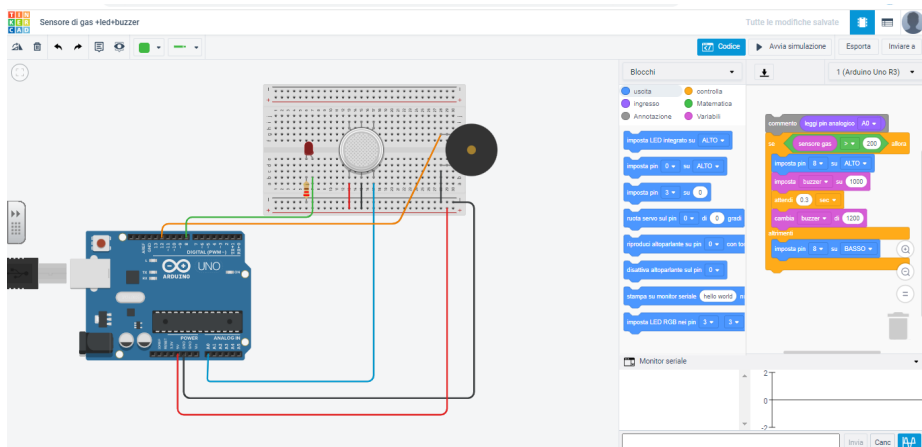 TIN
KER
CAD
Sensore di gas +led+buzzer
Tutte le modifiche salvate
Codice
Avvia simulazione
Esporta
Inviare a
Blocchi
1 (Arduino Uno R3)
uscita
controlla
ingresso
Matematica
Annotazione
Variabili
imposta LED integrato su ALTO
imposta pin 0 su ALTO
imposta pin 3 su 0
ruota servo sul pin 0 di 0 gradi
riproduci altoparlante su pin 0 con to
disattiva altoparlante sul pin 0
stampa su monitor seriale hello world
imposta LED RGB nei pin 3 3
commento leggi pin analogico A0
se sensore gas > 200 allora
imposta pin 8 su ALTO
imposta buzzer su 1000
attendi 0.3 sec
cambia buzzer di 1200
altrimenti
imposta pin 8 su BASSO
DIGITAL (PWM ~)
UNO
ARDUINO
POWER
ANALOG IN
Monitor seriale
2
0
-2
Invia
Canc